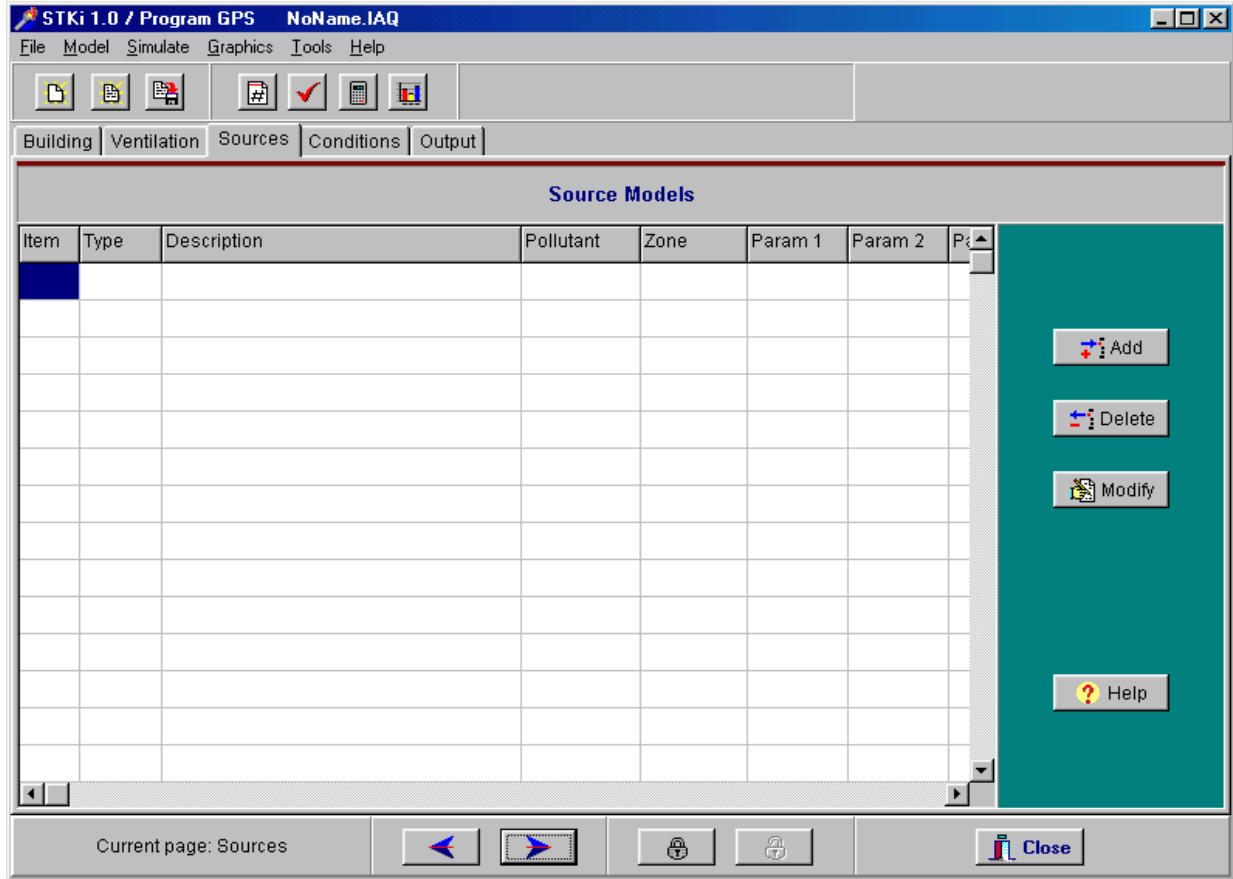 STKi 1.0 / Program GPS NoName.IAQ
File Model Simulate Graphics Tools Help
Building Ventilation Sources Conditions Output
Source Models
Item Type Description Pollutant Zone Param 1 Param 2
Add
Delete
Modify
Help
Current page: Sources
Close